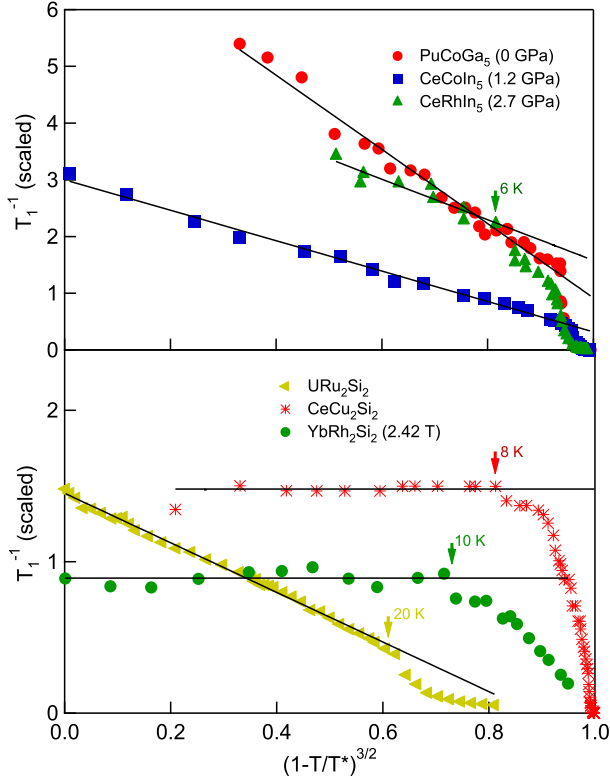 5
4
3
2
1
0
T₁⁻¹ (scaled)
PuCoGa₅ (0 GPa)
CeCoIn₅ (1.2 GPa)
CeRhIn₅ (2.7 GPa)
6 K
2
1
0
T₁⁻¹ (scaled)
URu₂Si₂
CeCu₂Si₂
YbRh₂Si₂ (2.42 T)
8 K
10 K
20 K
0.0 0.2 0.4 0.6 0.8 1.0
(1-T/T*)³/²